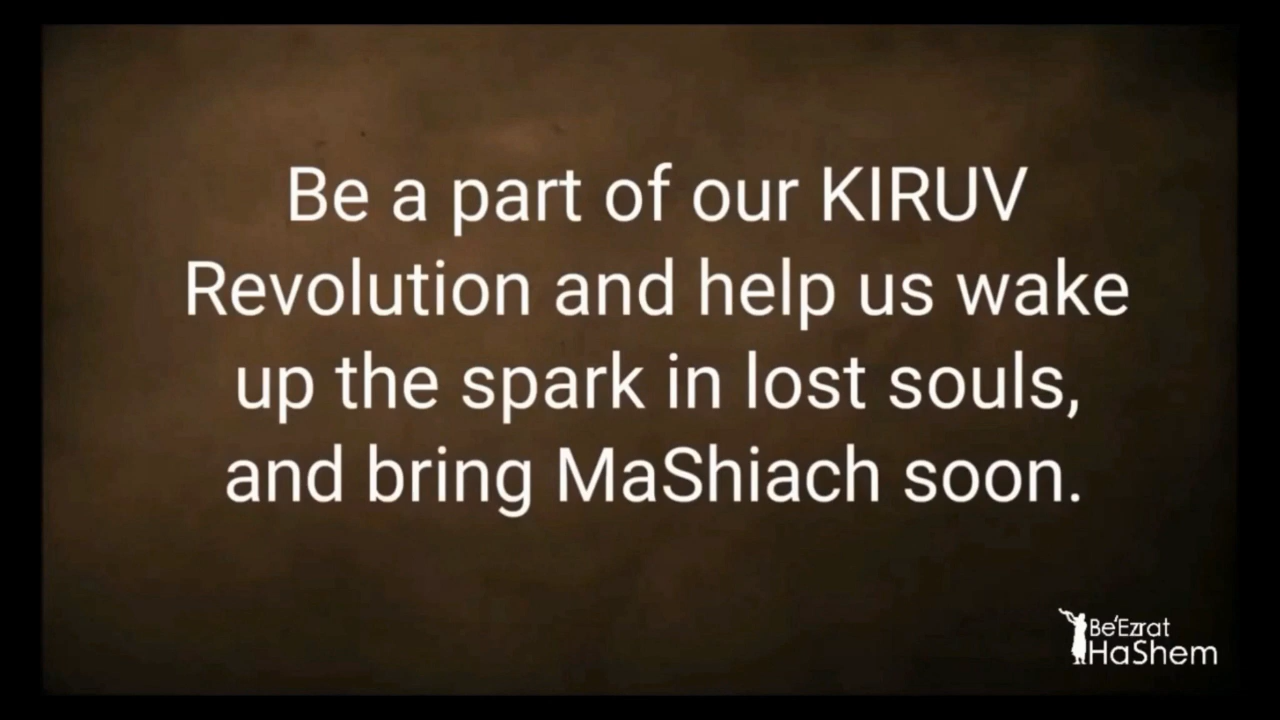 Be a part of our KIRUV
Revolution and help us wake
up the spark in lost souls,
and bring MaShiach soon.
Be'Ezrat
HaShem